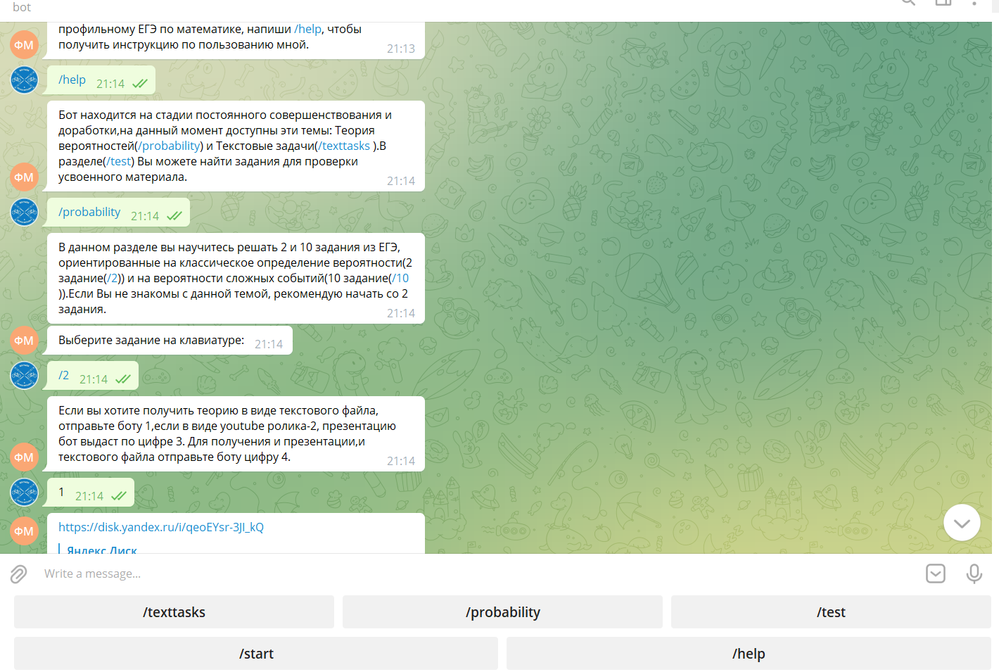 bot
профильному ЕГЭ по математике, напиши /help, чтобы
получить инструкцию по пользованию мной.
21:13
ФМ
/help 21:14
Бот находится на стадии постоянного совершенствования и
доработки,на данный момент доступны эти темы: Теория
вероятностей(/probability) и Текстовые задачи(/texttasks ).В
разделе(/test) Вы можете найти задания для проверки
усвоенного материала.
21:14
ФМ
/probability 21:14
В данном разделе вы научитесь решать 2 и 10 задания из ЕГЭ,
ориентированные на классическое определение вероятности(2
задание(/2)) и на вероятности сложных событий(10 задание(/10
)).Если Вы не знакомы с данной темой, рекомендую начать со 2
задания.
21:14
ФМ
Выберите задание на клавиатуре: 21:14
/2 21:14
Если вы хотите получить теорию в виде текстового файла,
отправьте боту 1,если в виде youtube ролика-2, презентацию
бот выдаст по цифре 3. Для получения и презентации,и
текстового файла отправьте боту цифру 4.
21:14
ФМ
1 21:14
ФМ
https://disk.yandex.ru/i/qeoEYsr-3JI_kQ
Яндекс.Диск
Write a message...
/texttasks
/probability
/test
/start
/help